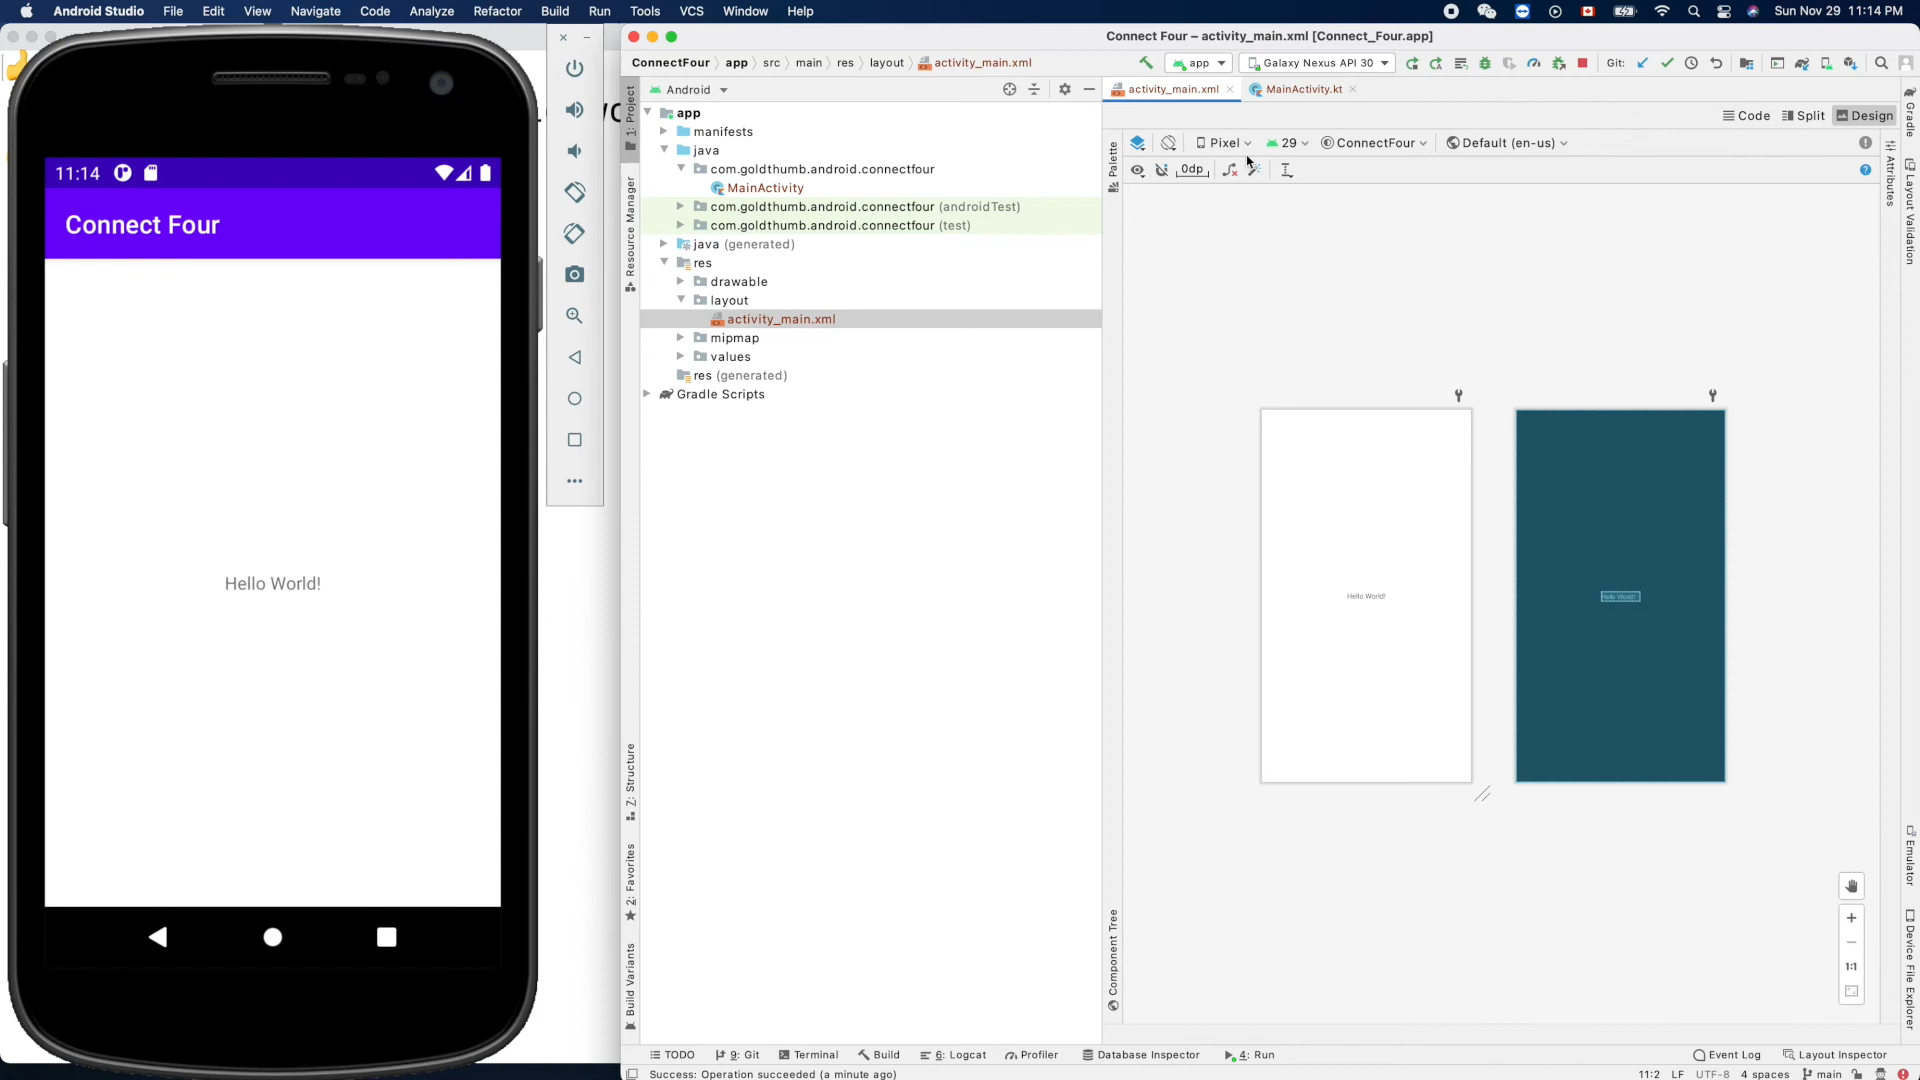 Android Studio File Edit View Navigate Code Analyze Refactor Build Run Tools VCS Window Help Sun Nov 29 11:14 PM
Connect Four – activity_main.xml [Connect_Four.app]
ConnectFour app src main res layout activity_main.xml app Galaxy Nexus API 30 Git:
Android
activity_main.xml MainActivity.kt
Code Split Design
Pixel 29 ConnectFour Default (en-us)
0dp
app
manifests
java
com.goldthumb.android.connectfour
MainActivity
com.goldthumb.android.connectfour (androidTest)
com.goldthumb.android.connectfour (test)
java (generated)
res
drawable
layout
activity_main.xml
mipmap
values
res (generated)
Gradle Scripts
11:14
Connect Four
Hello World!
Hello World!
Hello World!
1: Project
Resource Manager
Z: Structure
2: Favorites
Build Variants
Palette
Component Tree
Attributes
Gradle
Layout Validation
Emulator
Device File Explorer
1:1
TODO 9: Git Terminal Build 6: Logcat Profiler Database Inspector 4: Run Event Log Layout Inspector
Success: Operation succeeded (a minute ago) 11:2 LF UTF-8 4 spaces main